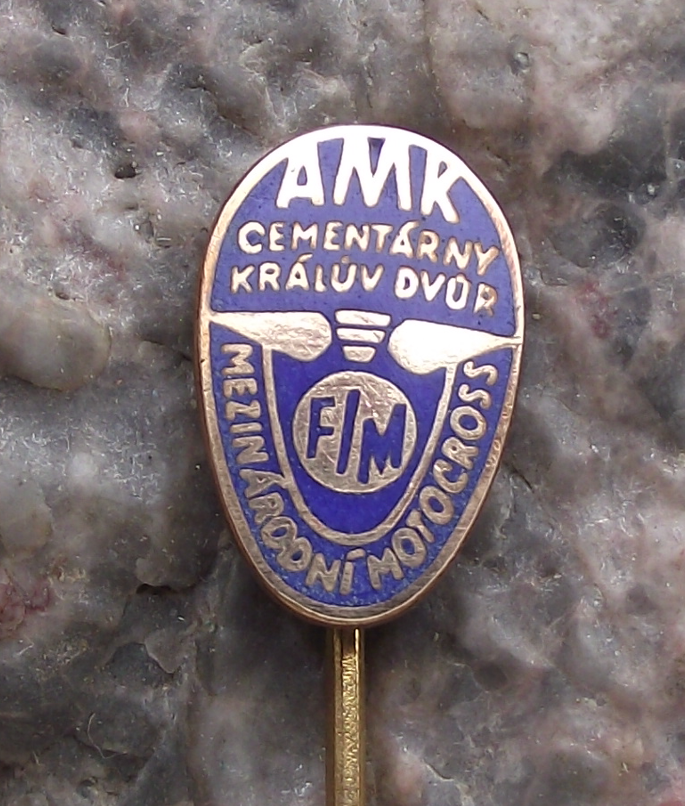 AMK
CEMENTÁRNY
KRÁLŮV DVŮR
FIM
MEZINÁRODNÍ MOTOCROSS